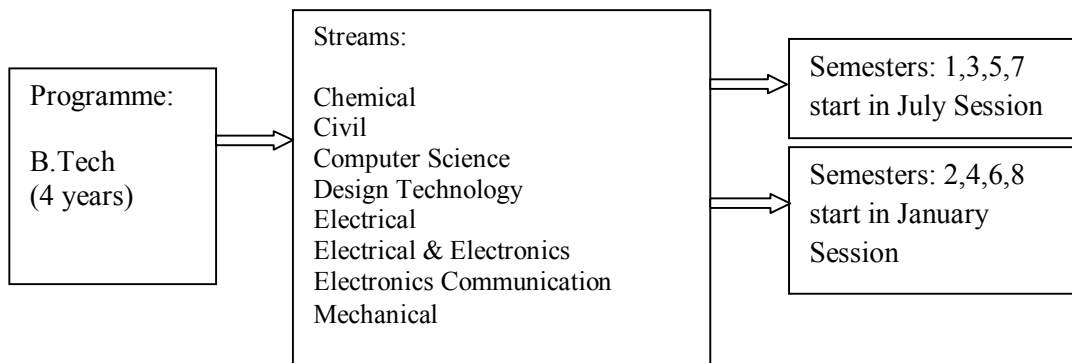 Programme:
B.Tech
(4 years)
Streams:
Chemical
Civil
Computer Science
Design Technology
Electrical
Electrical & Electronics
Electronics Communication
Mechanical
Semesters: 1,3,5,7
start in July Session
Semesters: 2,4,6,8
start in January
Session